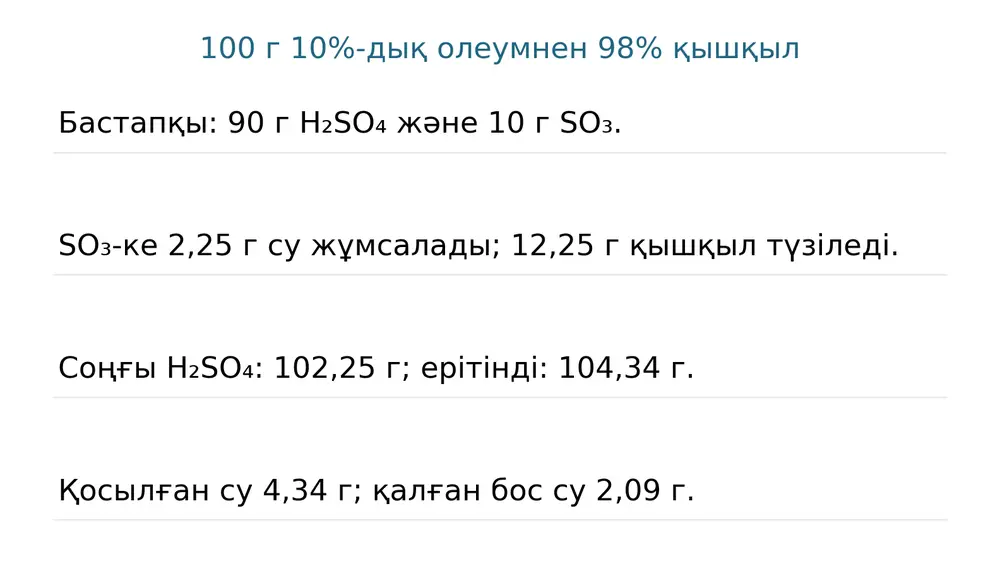 100 г 10%-дық олеумнен 98% қышқыл
Бастапқы: 90 г H₂SO₄ және 10 г SO₃.
SO₃-ке 2,25 г су жұмсалады; 12,25 г қышқыл түзіледі.
Соңғы H₂SO₄: 102,25 г; ерітінді: 104,34 г.
Қосылған су 4,34 г; қалған бос су 2,09 г.